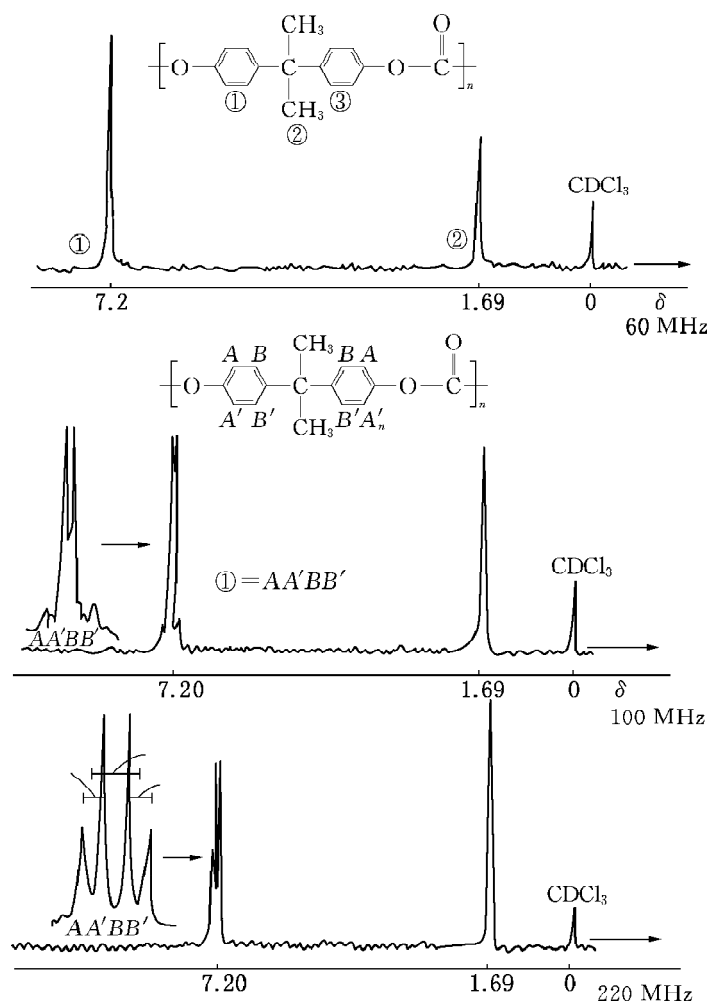 CH₃
O
O
C
O
C
n
CH₃
①
③
②
CDCl₃
①
②
7.2
1.69
0
δ
60 MHz
CH₃
O
A
B
B
A
O
C
O
C
n
A′
B′
CH₃
B′
A′ₙ
CDCl₃
①=AA′BB′
AA′BB′
7.20
1.69
0
δ
100 MHz
CDCl₃
AA′BB′
7.20
1.69
0
δ
220 MHz